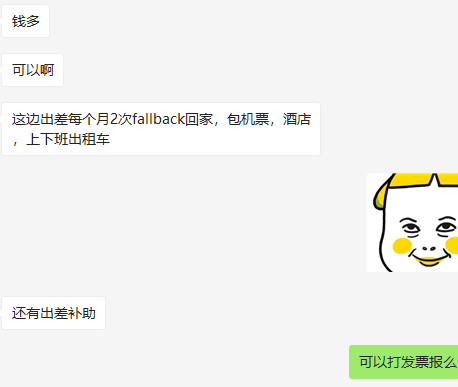 钱多
可以啊
这边出差每个月2次fallback回家，包机票，酒店
，上下班出租车
还有出差补助
可以打发票报么